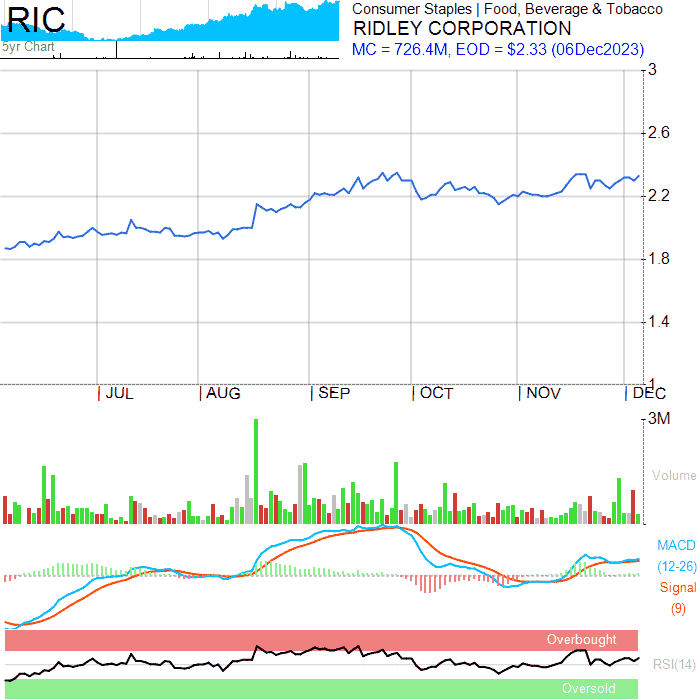 RIC
5yr Chart
Consumer Staples | Food, Beverage & Tobacco
RIDLEY CORPORATION
MC = 726.4M, EOD = $2.33 (06Dec2023)
3
2.6
2.2
1.8
1.4
1
JUL AUG SEP OCT NOV DEC
3M
Volume
MACD
(12-26)
Signal
(9)
Overbought
RSI(14)
Oversold